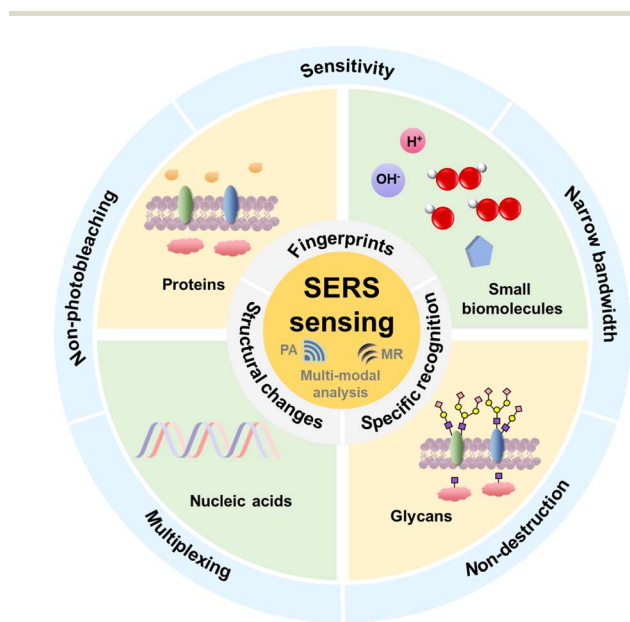 Sensitivity
Narrow bandwidth
Non-destruction
Multiplexing
Non-photobleaching
Proteins
H+
OH-
Small
biomolecules
Nucleic acids
Glycans
Fingerprints
Specific recognition
Structural changes
SERS
sensing
PA
MR
Multi-modal
analysis